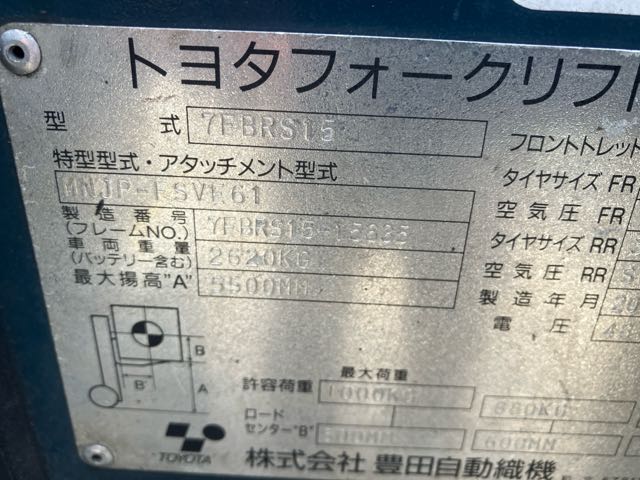 トヨタフォークリフト
型 式 7FBRS15
フロントトレット
特型型式・アタッチメント型式
タイヤサイズ FR
空気圧 FR
製造番号
(フレームNO.)
タイヤサイズ RR
車両重量
(バッテリー含む) 2620KG
空気圧 RR
最大揚高"A" 5500MM
製造年月
電 圧
B
B
A
最大荷重
許容荷重 1000KG 880KG
ロード
センター"B" 500MM 600MM
TOYOTA 株式会社 豊田自動織機